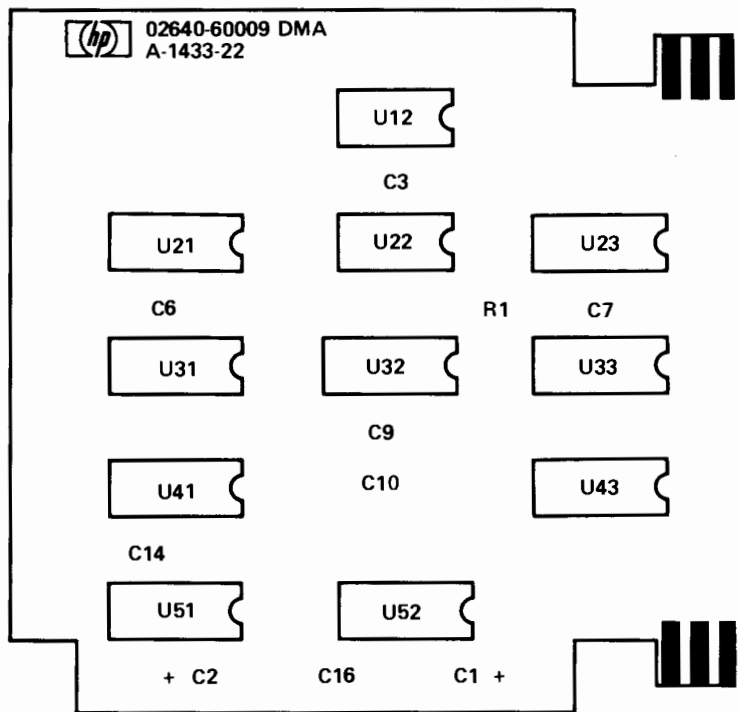 hp 02640-60009 DMA
A-1433-22
U12
C3
U21 U22 U23
C6 R1 C7
U31 U32 U33
C9
U41 C10 U43
C14
U51 U52
+ C2 C16 C1 +